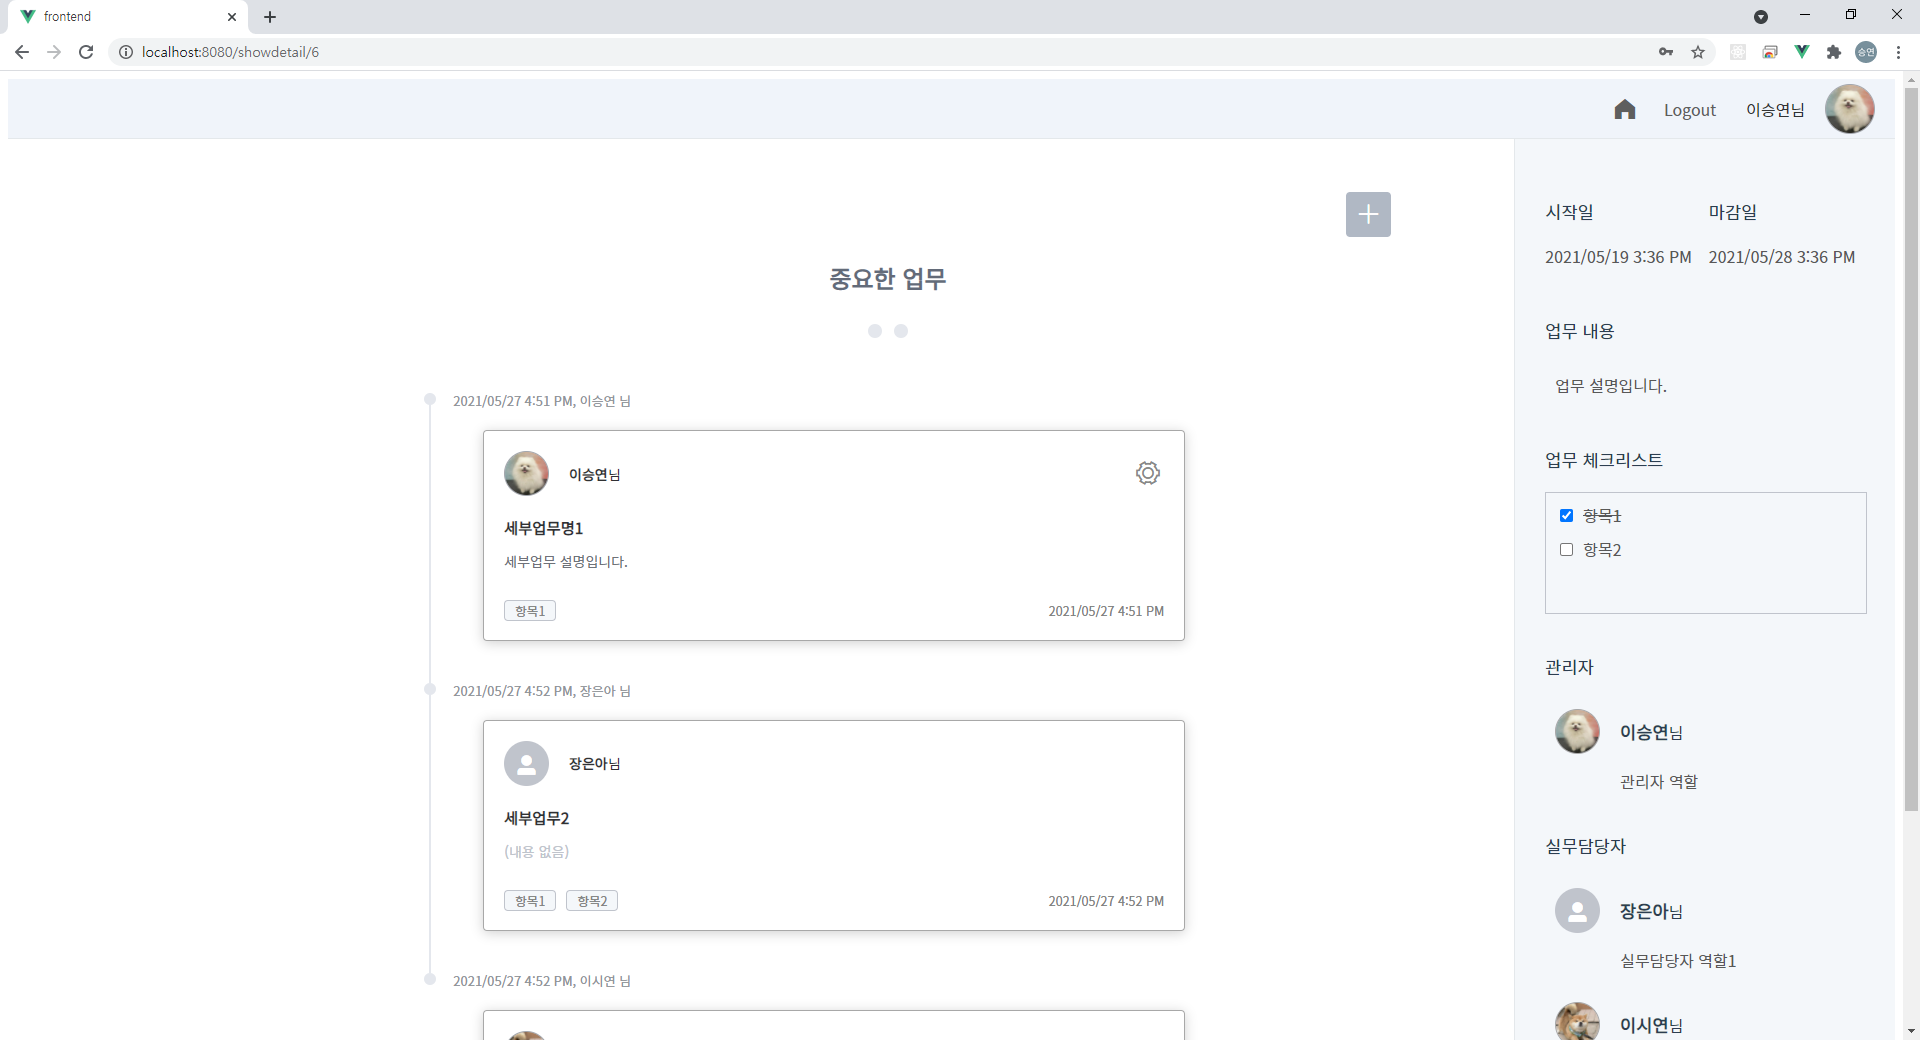 frontend
localhost:8080/showdetail/6
승연
Logout 이승연님
중요한 업무
2021/05/27 4:51 PM, 이승연 님
이승연님
세부업무명1
세부업무 설명입니다.
항목1 2021/05/27 4:51 PM
2021/05/27 4:52 PM, 장은아 님
장은아님
세부업무2
(내용 없음)
항목1 항목2 2021/05/27 4:52 PM
2021/05/27 4:52 PM, 이시연 님
시작일 마감일
2021/05/19 3:36 PM 2021/05/28 3:36 PM
업무 내용
업무 설명입니다.
업무 체크리스트
항목1
항목2
관리자
이승연님
관리자 역할
실무담당자
장은아님
실무담당자 역할1
이시연님